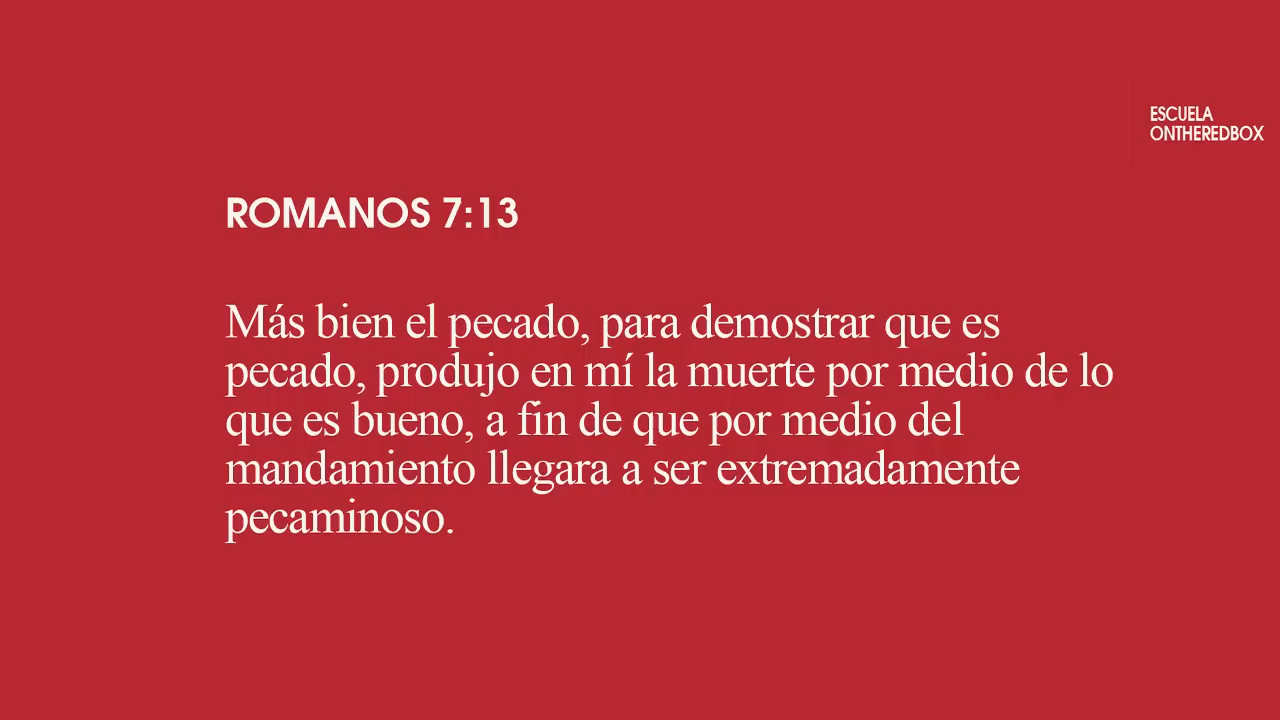 ESCUELA
ONTHEREDBOX
ROMANOS 7:13
Más bien el pecado, para demostrar que es
pecado, produjo en mí la muerte por medio de lo
que es bueno, a fin de que por medio del
mandamiento llegara a ser extremadamente
pecaminoso.